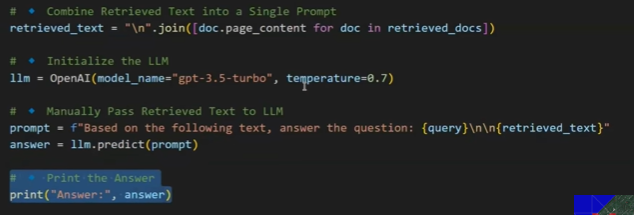 # 🔹 Combine Retrieved Text into a Single Prompt
retrieved_text = "\n".join([doc.page_content for doc in retrieved_docs])
# 🔹 Initialize the LLM
llm = OpenAI(model_name="gpt-3.5-turbo", temperature=0.7)
# 🔹 Manually Pass Retrieved Text to LLM
prompt = f"Based on the following text, answer the question: {query}\n\n{retrieved_text}"
answer = llm.predict(prompt)
# 🔹 Print the Answer
print("Answer:", answer)